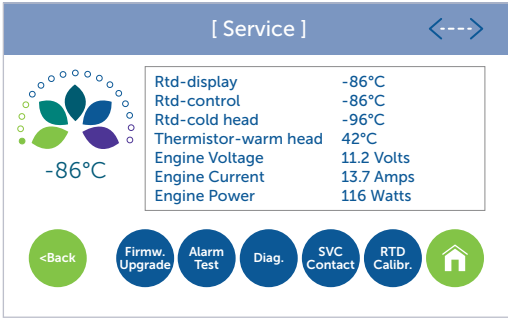 [ Service ]
<---->
Rtd-display -86°C
Rtd-control -86°C
Rtd-cold head -96°C
Thermistor-warm head 42°C
Engine Voltage 11.2 Volts
Engine Current 13.7 Amps
Engine Power 116 Watts
-86°C
<Back
Firmw.
Upgrade
Alarm
Test
Diag.
SVC
Contact
RTD
Calibr.